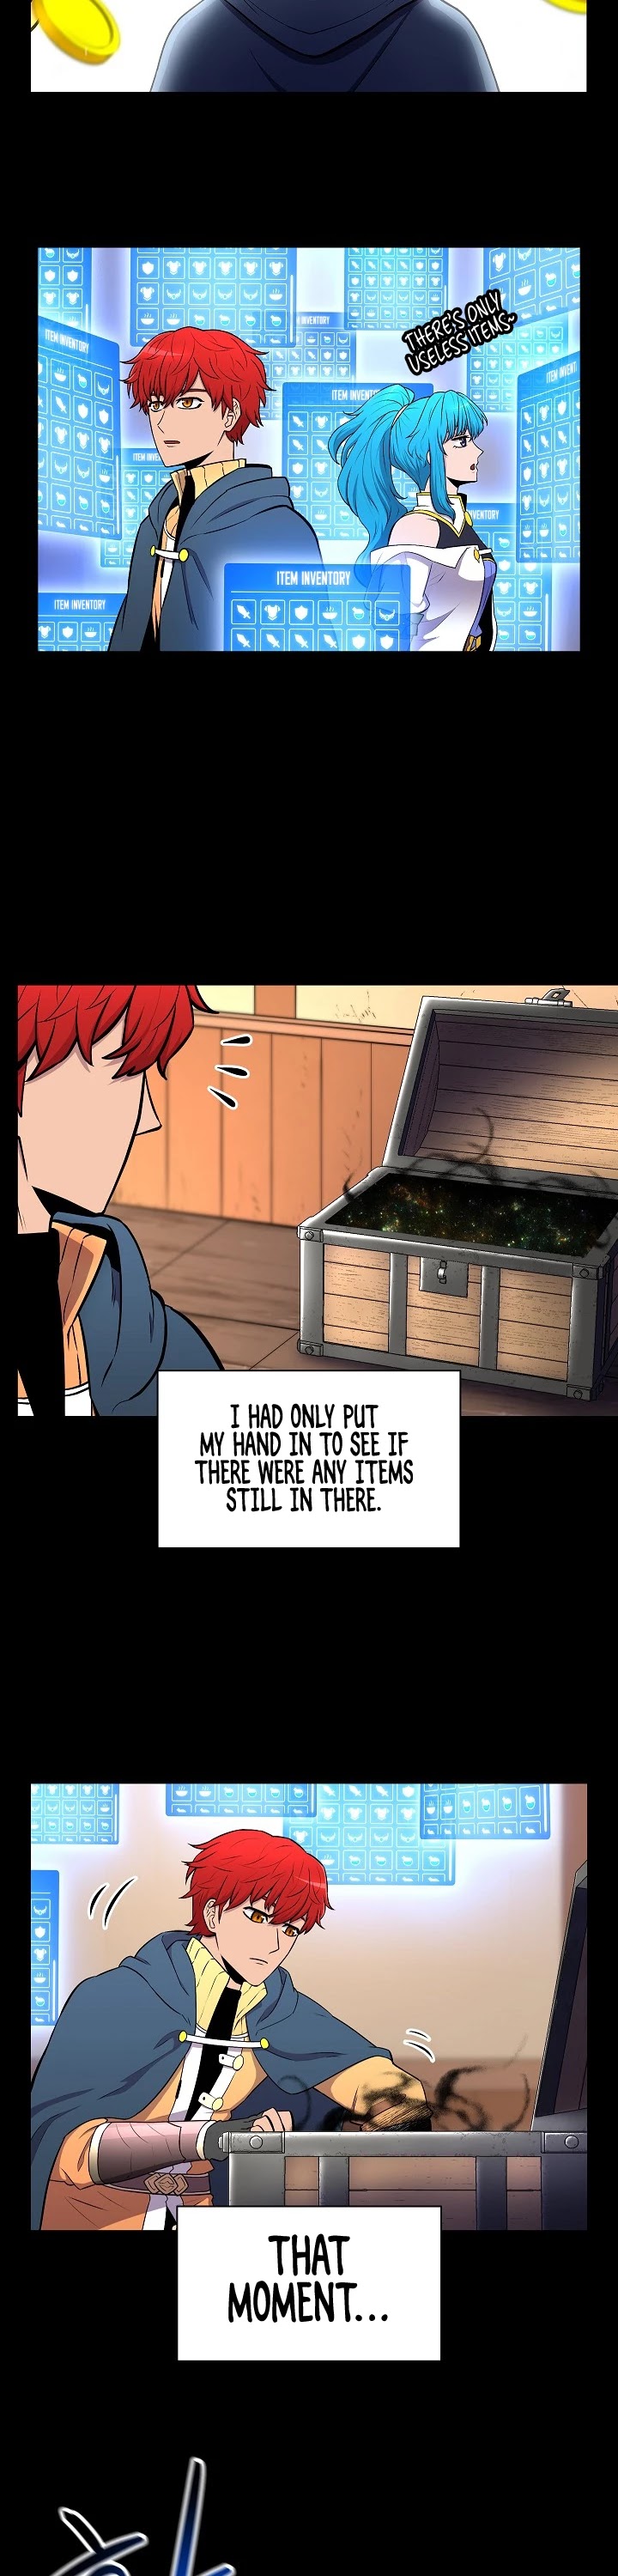 THERE'S ONLY
USELESS ITEMS~
ITEM INVENTORY
INVENTORY
ITEM INVENTORY
ITEM INVENTORY
ITEM INVENTORY
I HAD ONLY PUT
MY HAND IN TO SEE IF
THERE WERE ANY ITEMS
STILL IN THERE.
THAT
MOMENT...